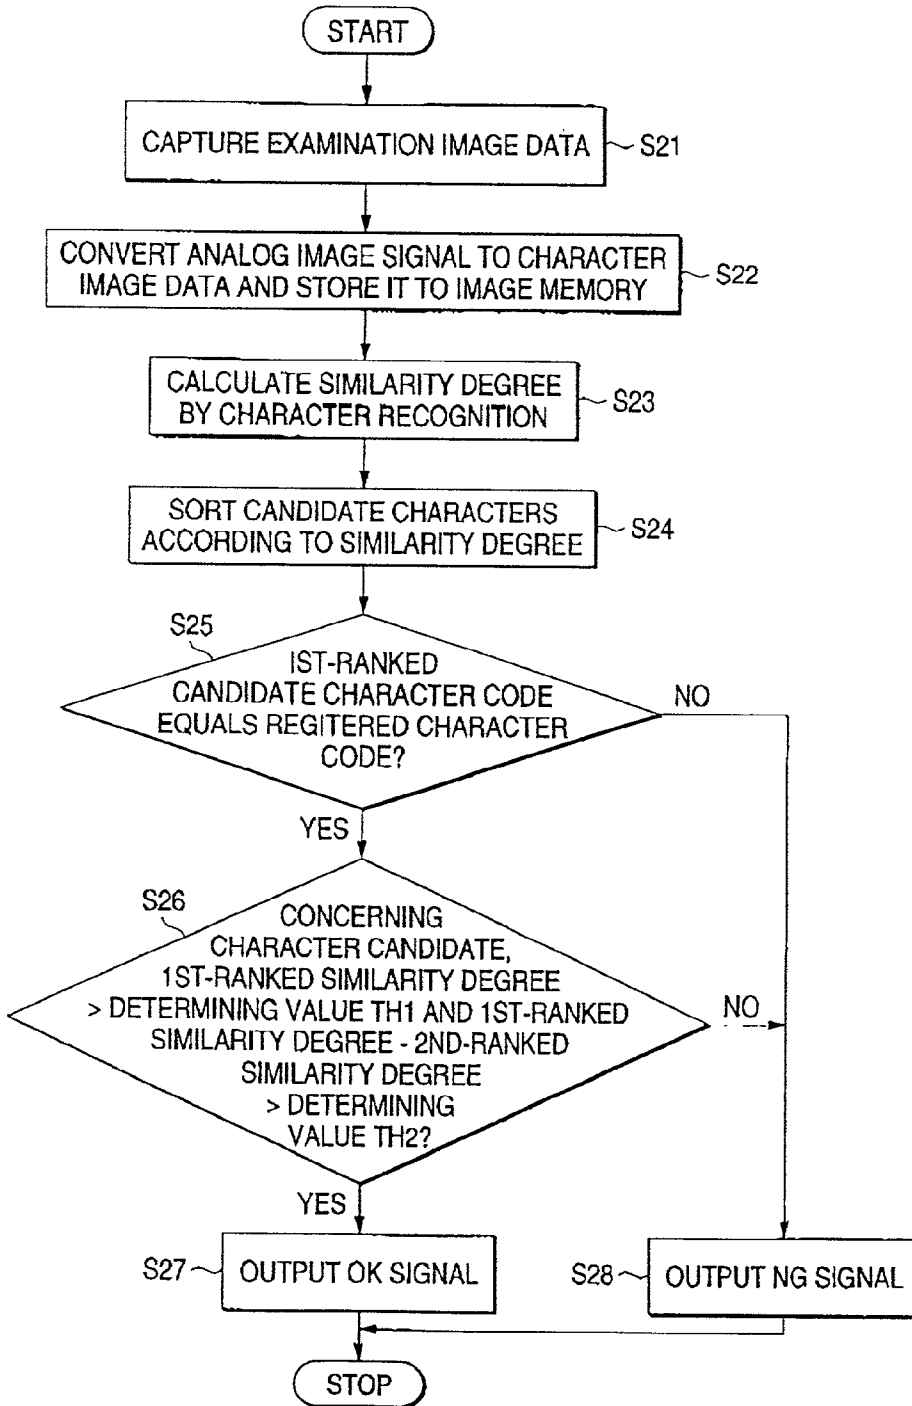 START
CAPTURE EXAMINATION IMAGE DATA
S21
CONVERT ANALOG IMAGE SIGNAL TO CHARACTER
IMAGE DATA AND STORE IT TO IMAGE MEMORY
S22
CALCULATE SIMILARITY DEGREE
BY CHARACTER RECOGNITION
S23
SORT CANDIDATE CHARACTERS
ACCORDING TO SIMILARITY DEGREE
S24
S25
IST-RANKED
CANDIDATE CHARACTER CODE
EQUALS REGITERED CHARACTER
CODE?
NO
YES
S26
CONCERNING
CHARACTER CANDIDATE,
1ST-RANKED SIMILARITY DEGREE
> DETERMINING VALUE TH1 AND 1ST-RANKED
SIMILARITY DEGREE - 2ND-RANKED
SIMILARITY DEGREE
> DETERMINING
VALUE TH2?
NO
YES
S27
OUTPUT OK SIGNAL
S28
OUTPUT NG SIGNAL
STOP